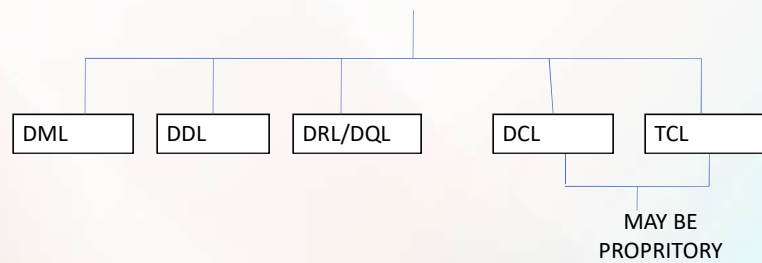 DML
DDL
DRL/DQL
DCL
TCL
MAY BE
PROPRITORY